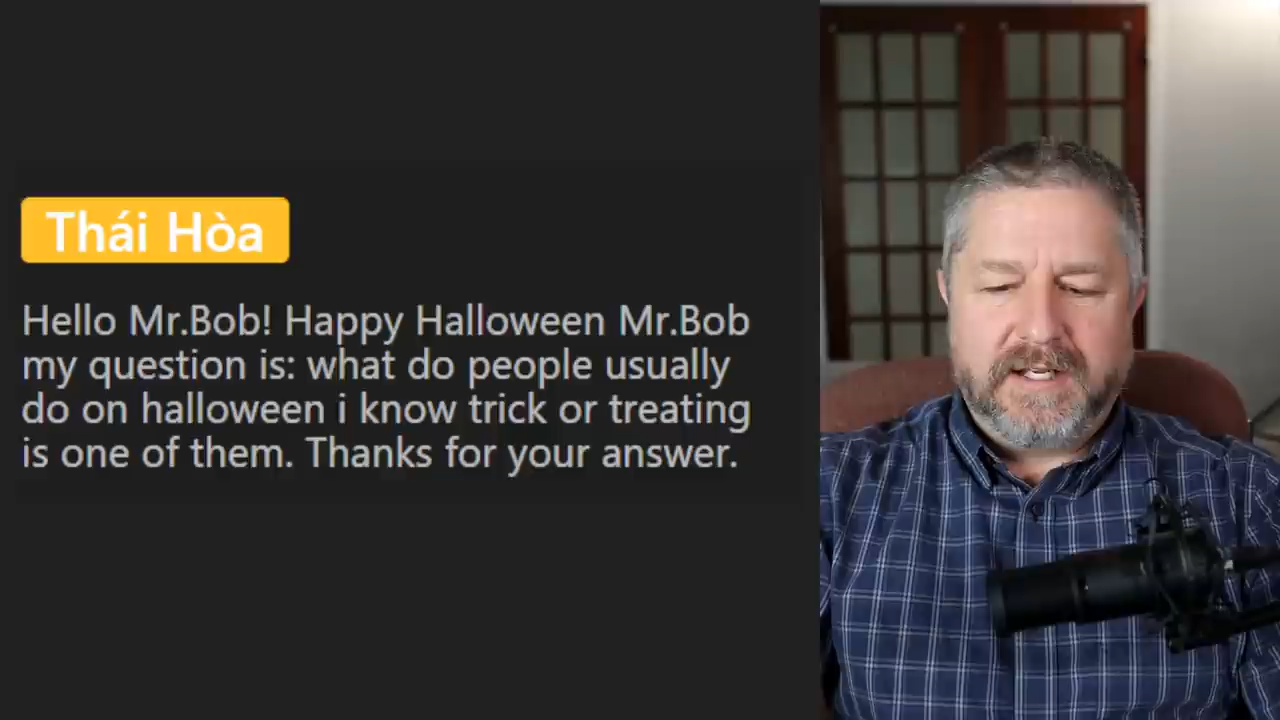 Thái Hòa
Hello Mr.Bob! Happy Halloween Mr.Bob
my question is: what do people usually
do on halloween i know trick or treating
is one of them. Thanks for your answer.